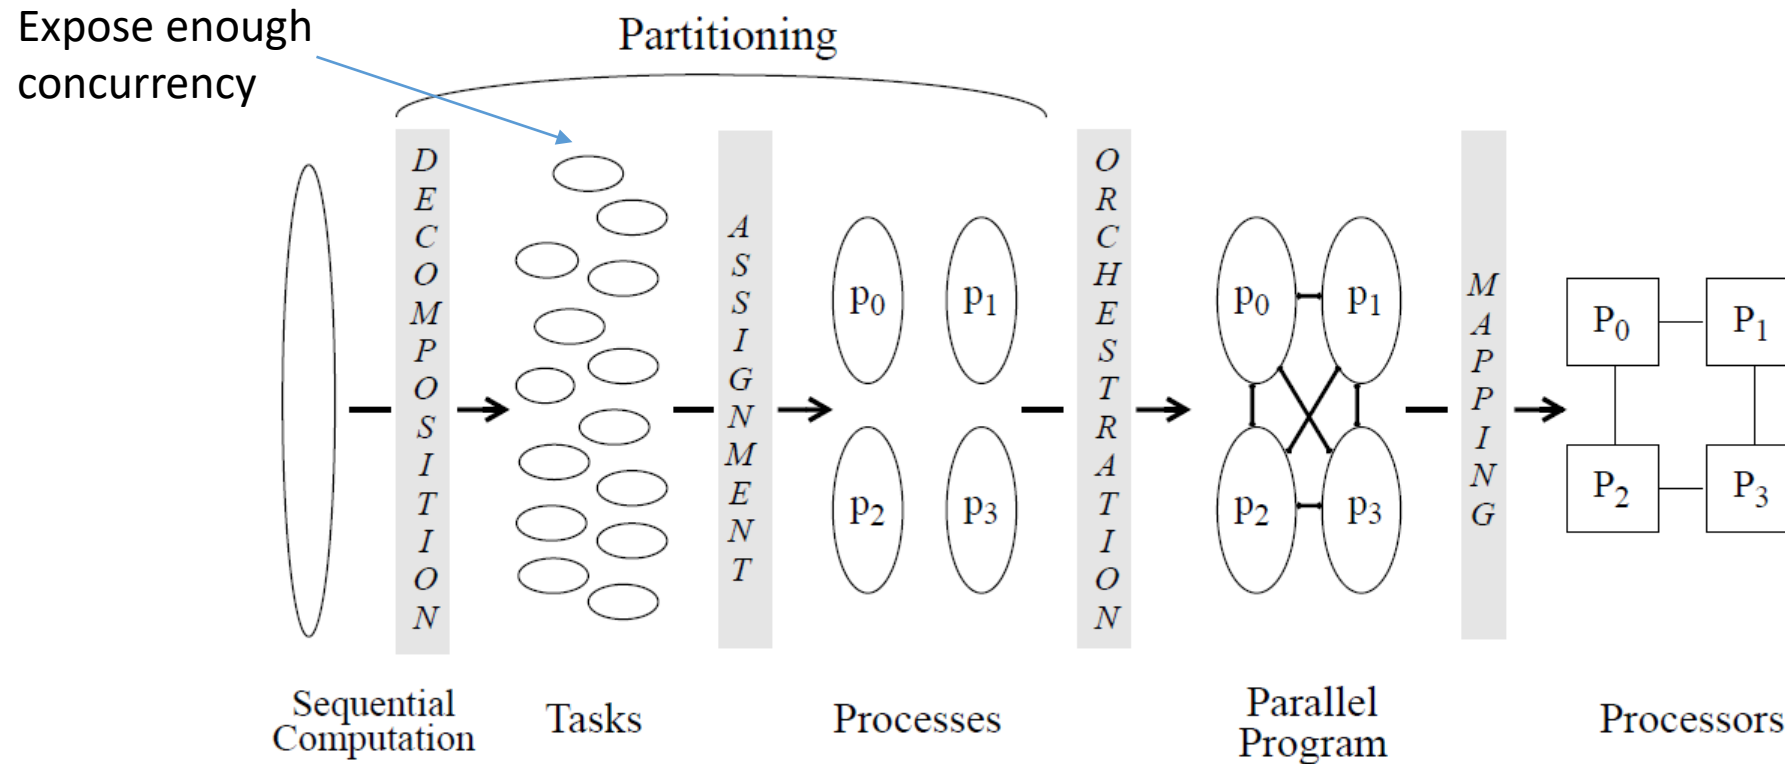 Expose enough
concurrency
Partitioning
DECOMPOSITION
ASSIGNMENT
p0
p1
p2
p3
ORCHESTRATION
p0
p1
p2
p3
MAPPING
P0
P1
P2
P3
Sequential
Computation
Tasks
Processes
Parallel
Program
Processors